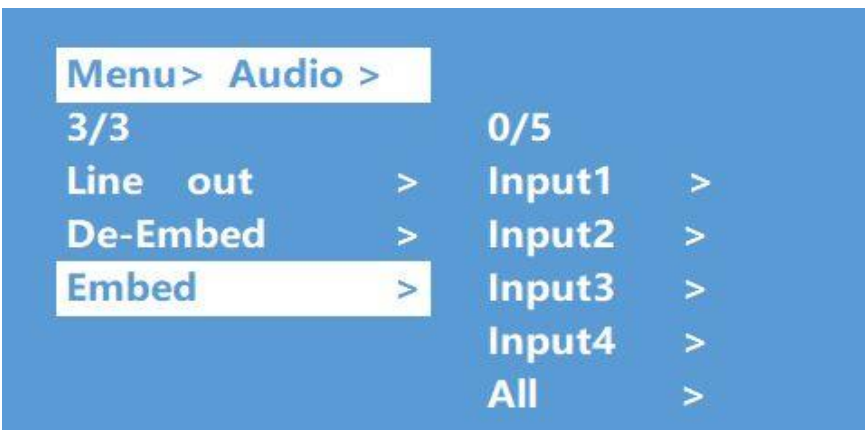 Menu> Audio >
3/3
Line out >
De-Embed >
Embed >
0/5
Input1 >
Input2 >
Input3 >
Input4 >
All >